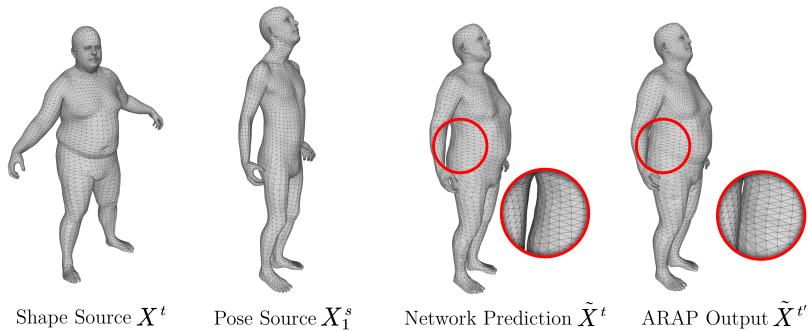 Shape Source X^t
Pose Source X_1^s
Network Prediction X̃^t
ARAP Output X̃^{t'}